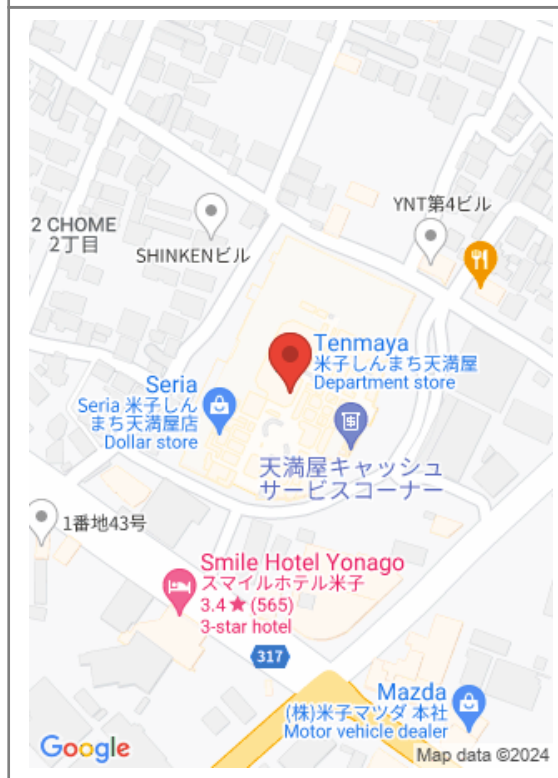 YNT第4ビル
2 CHOME
2丁目
SHINKENビル
Tenmaya
米子しんまち天満屋
Department store
Seria
Seria 米子しん
まち天満屋店
Dollar store
天満屋キャッシュ
サービスコーナー
1番地43号
Smile Hotel Yonago
スマイルホテル米子
3.4★(565)
3-star hotel
317
Mazda
(株)米子マツダ 本社
Motor vehicle dealer
Google
Map data ©2024